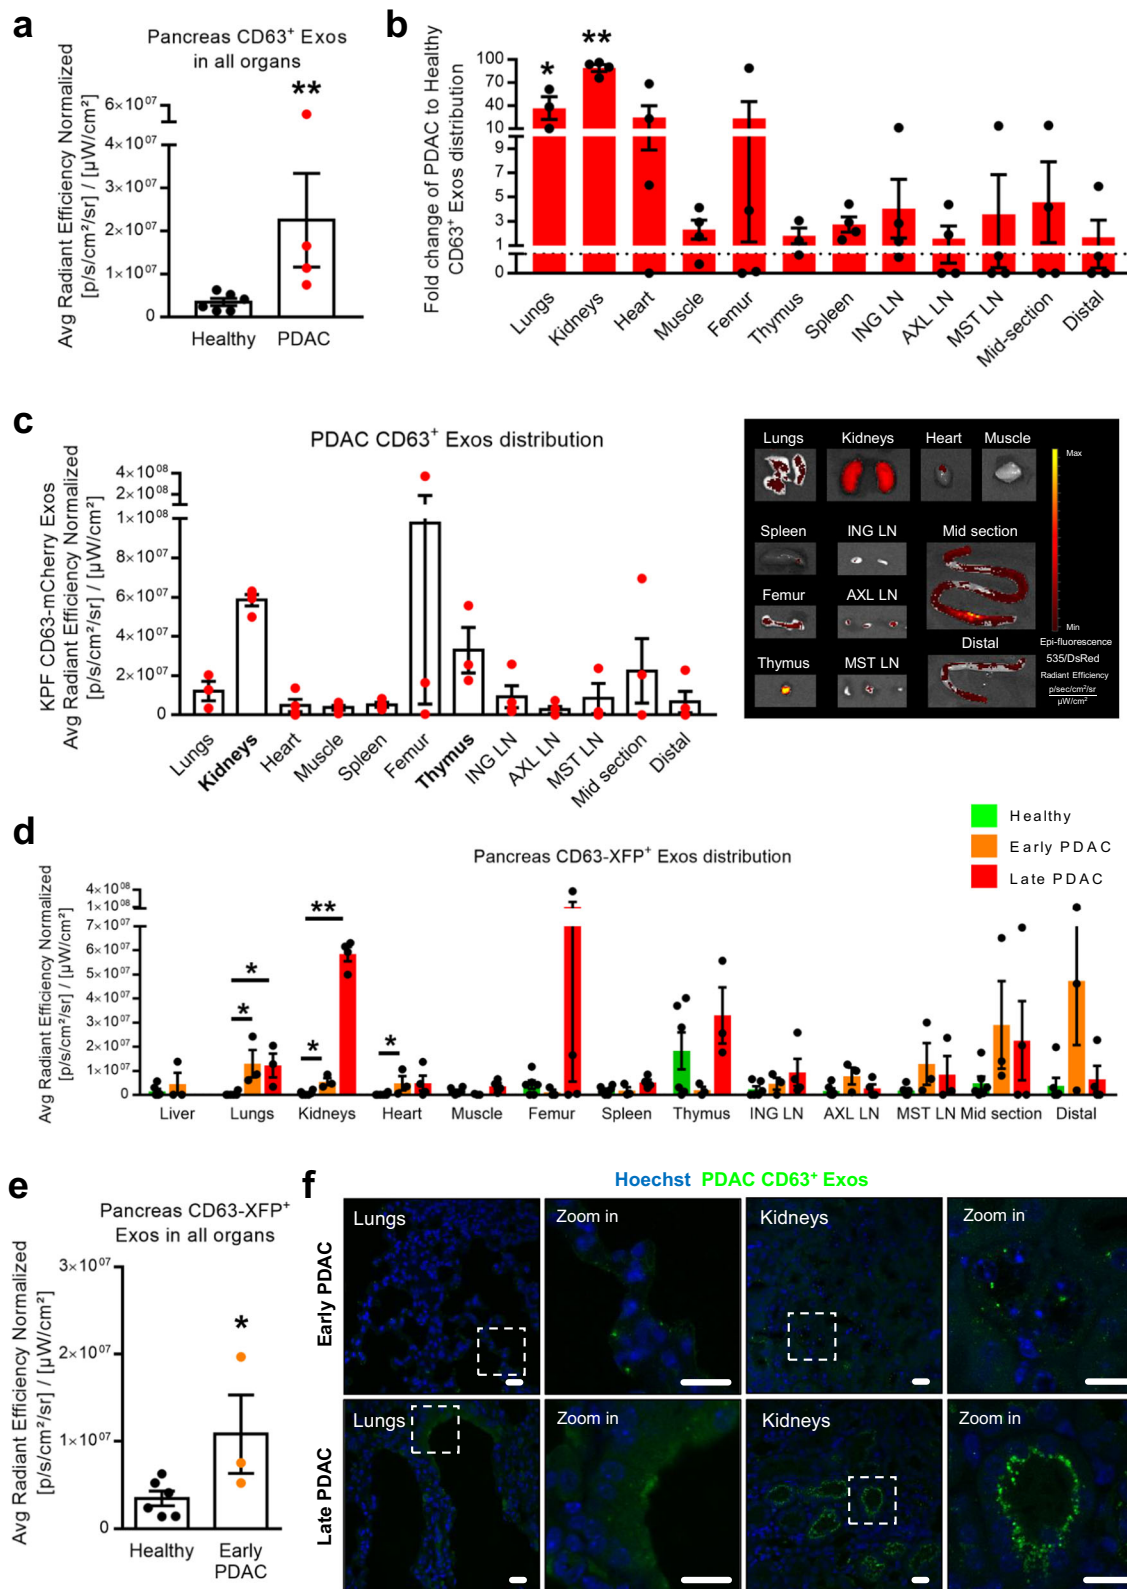 a
Pancreas CD63⁺ Exos
in all organs
Avg Radiant Efficiency Normalized
[p/s/cm²/sr] / [µW/cm²]
6×10⁰⁷
4×10⁰⁷
2×10⁰⁷
1×10⁰⁷
0
**
Healthy
PDAC
b
Fold change of PDAC to Healthy
CD63⁺ Exos distribution
100
70
40
10
9
7
5
3
1
0
*
**
Lungs
Kidneys
Heart
Muscle
Femur
Thymus
Spleen
ING LN
AXL LN
MST LN
Mid-section
Distal
c
PDAC CD63⁺ Exos distribution
KPF CD63-mCherry Exos
Avg Radiant Efficiency Normalized
[p/s/cm²/sr] / [µW/cm²]
4×10⁰⁸
2×10⁰⁸
1×10⁰⁸
8×10⁰⁷
6×10⁰⁷
4×10⁰⁷
2×10⁰⁷
0
Lungs
Kidneys
Heart
Muscle
Spleen
Femur
Thymus
ING LN
AXL LN
MST LN
Mid section
Distal
Lungs
Kidneys
Heart
Muscle
Spleen
ING LN
Mid section
Femur
AXL LN
Thymus
MST LN
Distal
Max
Min
Epi-fluorescence
535/DsRed
Radiant Efficiency
p/sec/cm²/sr
µW/cm²
d
Pancreas CD63-XFP⁺ Exos distribution
Healthy
Early PDAC
Late PDAC
Avg Radiant Efficiency Normalized
[p/s/cm²/sr] / [µW/cm²]
4×10⁰⁸
1×10⁰⁸
7×10⁰⁷
6×10⁰⁷
5×10⁰⁷
4×10⁰⁷
3×10⁰⁷
2×10⁰⁷
1×10⁰⁷
0
*
*
*
**
*
Liver
Lungs
Kidneys
Heart
Muscle
Femur
Spleen
Thymus
ING LN
AXL LN
MST LN
Mid section
Distal
e
Pancreas CD63-XFP⁺
Exos in all organs
Avg Radiant Efficiency Normalized
[p/s/cm²/sr] / [µW/cm²]
3×10⁰⁷
2×10⁰⁷
1×10⁰⁷
0
*
Healthy
Early
PDAC
f
Hoechst PDAC CD63⁺ Exos
Early PDAC
Lungs
Zoom in
Kidneys
Zoom in
Late PDAC
Lungs
Zoom in
Kidneys
Zoom in